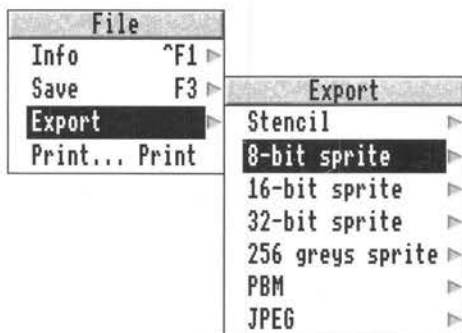 File
Info ^F1
Save F3
Export
Print... Print
Export
Stencil
8-bit sprite
16-bit sprite
32-bit sprite
256 greys sprite
PBM
JPEG